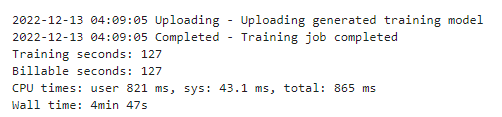 2022-12-13 04:09:05 Uploading - Uploading generated training model
2022-12-13 04:09:05 Completed - Training job completed
Training seconds: 127
Billable seconds: 127
CPU times: user 821 ms, sys: 43.1 ms, total: 865 ms
Wall time: 4min 47s